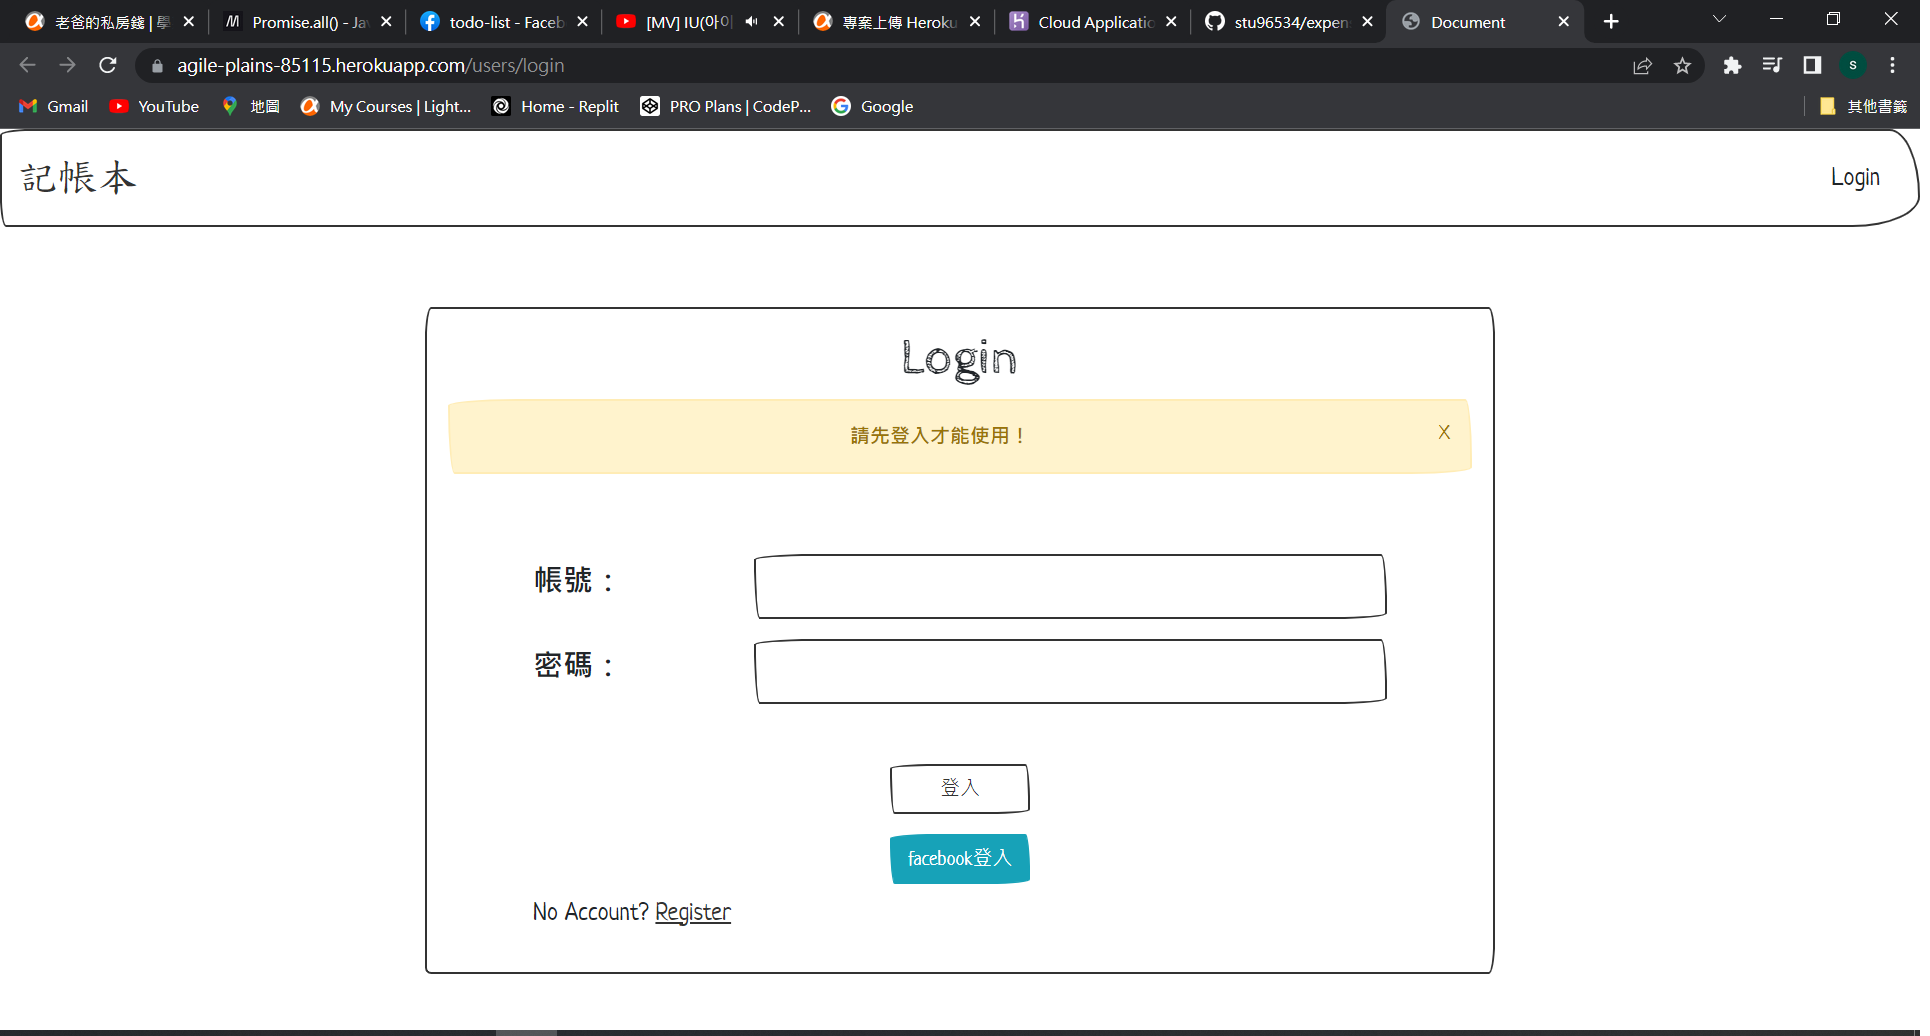 老爸的私房錢 | 學
Promise.all() - Ja
todo-list - Faceb
[MV] IU(아이
專案上傳 Heroku
Cloud Applicatio
stu96534/expen
Document
agile-plains-85115.herokuapp.com/users/login
S
Gmail
YouTube
地圖
My Courses | Light...
Home - Replit
PRO Plans | CodeP...
Google
其他書籤
記帳本
Login
Login
請先登入才能使用！
X
帳號：
密碼：
登入
facebook登入
No Account? Register